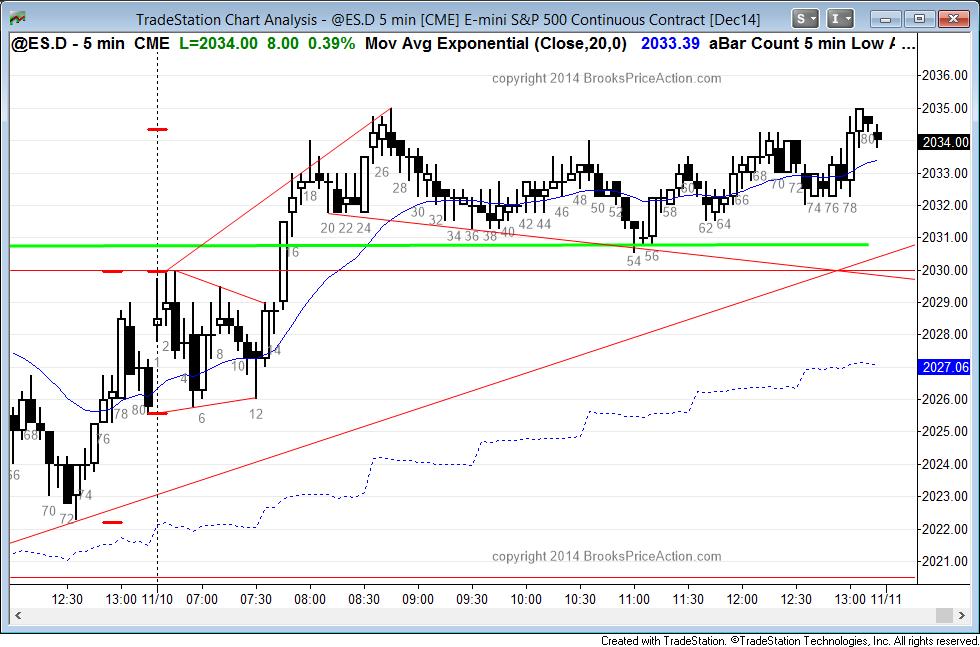 TradeStation Chart Analysis - @ES.D 5 min [CME] E-mini S&P 500 Continuous Contract [Dec14]
S I
@ES.D - 5 min CME L=2034.00 8.00 0.39% Mov Avg Exponential (Close,20,0) 2033.39 aBar Count 5 min Low A ...
copyright 2014 BrooksPriceAction.com
2036.00
2035.00
2034.00
2033.00
2032.00
2031.00
2030.00
2029.00
2028.00
2027.06
2026.00
2025.00
2024.00
2023.00
2022.00
2021.00
66 68 70 72 74 76 78 80
2 4 6 8 10 12 14 16 18 20 22 24 26 28 30 32 34 36 38 40 42 44 46 48 50 52 54 56 58 60 62 64 66 68 70 72 74 76 78 80
copyright 2014 BrooksPriceAction.com
12:30 13:00 11/10 07:00 07:30 08:00 08:30 09:00 09:30 10:00 10:30 11:00 11:30 12:00 12:30 13:00 11/11
Created with TradeStation. ©TradeStation Technologies, Inc. All rights reserved.